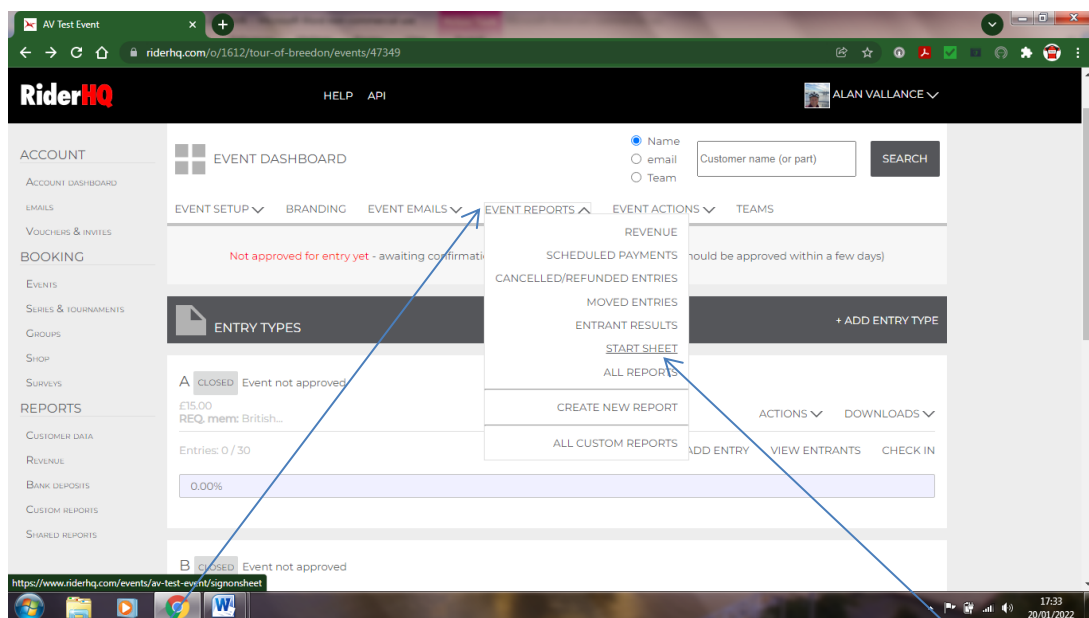 AV Test Event
riderhq.com/o/1612/tour-of-breedon/events/47349
RiderHQ
HELP API
ALAN VALLANCE
ACCOUNT
ACCOUNT DASHBOARD
EMAILS
VOUCHERS & INVITES
BOOKING
EVENTS
SERIES & TOURNAMENTS
GROUPS
SHOP
SURVEYS
REPORTS
CUSTOMER DATA
REVENUE
BANK DEPOSITS
CUSTOM REPORTS
SHARED REPORTS
EVENT DASHBOARD
Name
email
Team
Customer name (or part)
SEARCH
EVENT SETUP BRANDING EVENT EMAILS EVENT REPORTS EVENT ACTIONS TEAMS
REVENUE
SCHEDULED PAYMENTS
CANCELLED/REFUNDED ENTRIES
MOVED ENTRIES
ENTRANT RESULTS
START SHEET
ALL REPORTS
CREATE NEW REPORT
ALL CUSTOM REPORTS
Not approved for entry yet - awaiting be approved within a few days)
ENTRY TYPES
+ ADD ENTRY TYPE
A CLOSED Event not approved
£15.00
REQ. mem: British...
ACTIONS DOWNLOADS
Entries: 0 / 30
ADD ENTRY VIEW ENTRANTS CHECK IN
0.00%
B CLOSED Event not approved
https://www.riderhq.com/events/av-test-event/signonsheet
17:33
20/01/2022